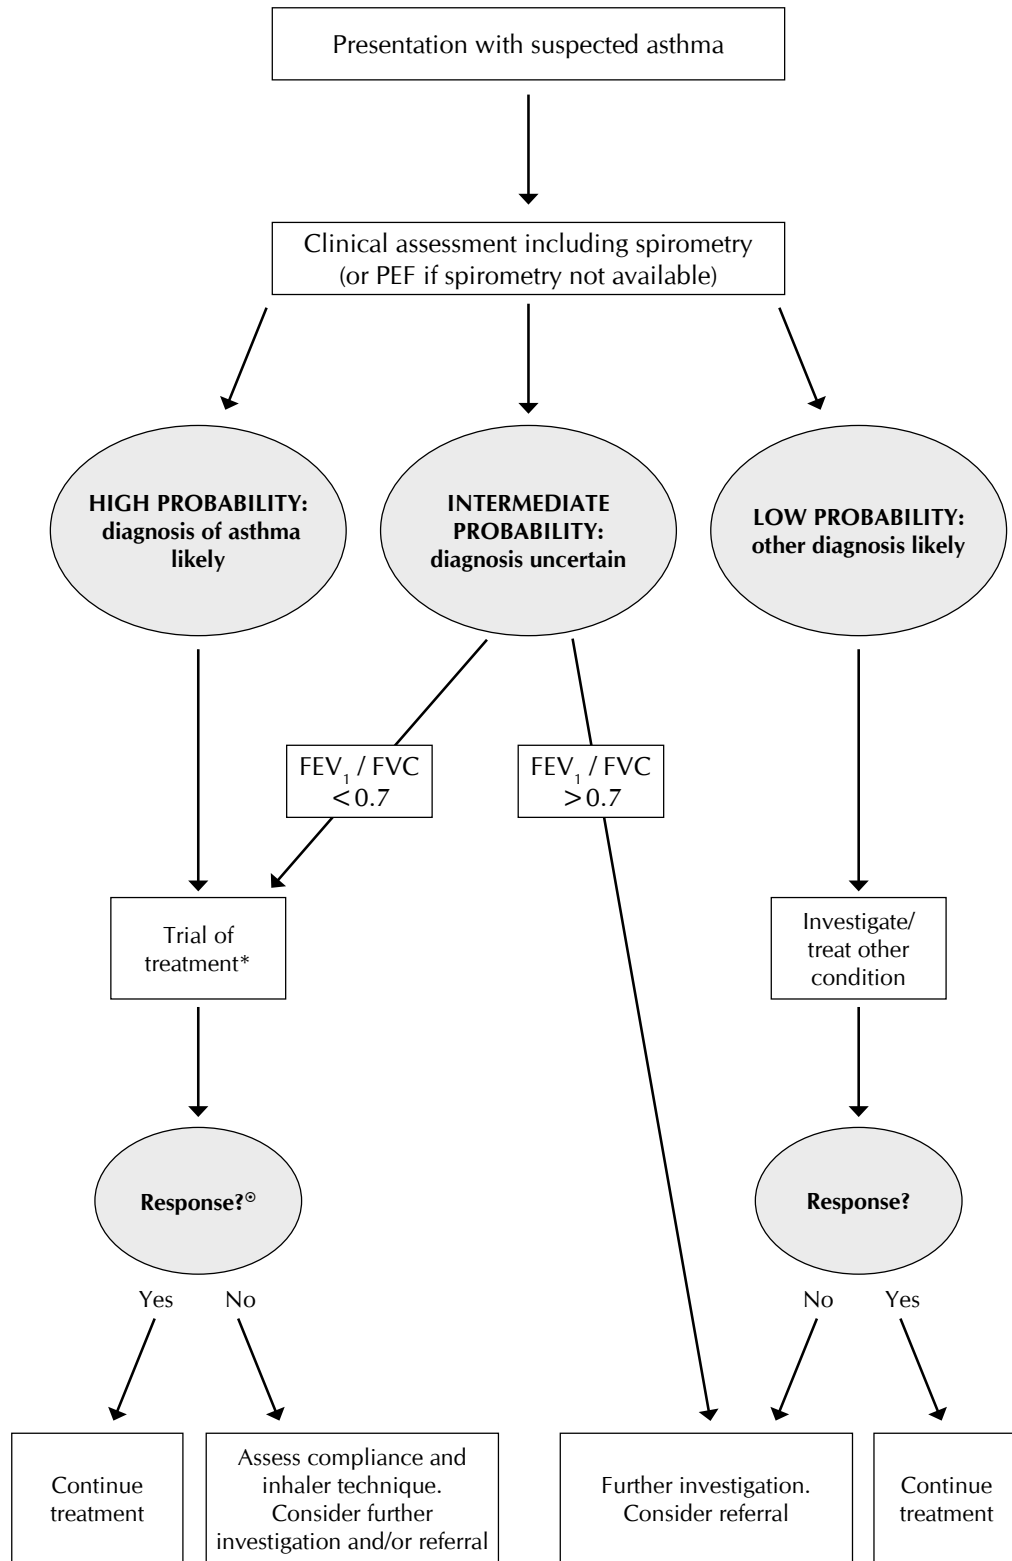 Presentation with suspected asthma
Clinical assessment including spirometry
(or PEF if spirometry not available)
HIGH PROBABILITY:
diagnosis of asthma
likely
INTERMEDIATE
PROBABILITY:
diagnosis uncertain
LOW PROBABILITY:
other diagnosis likely
FEV₁ / FVC
<0.7
FEV₁ / FVC
>0.7
Trial of
treatment*
Investigate/
treat other
condition
Response?⊙
Response?
Yes
No
No
Yes
Continue
treatment
Assess compliance and
inhaler technique.
Consider further
investigation and/or referral
Further investigation.
Consider referral
Continue
treatment